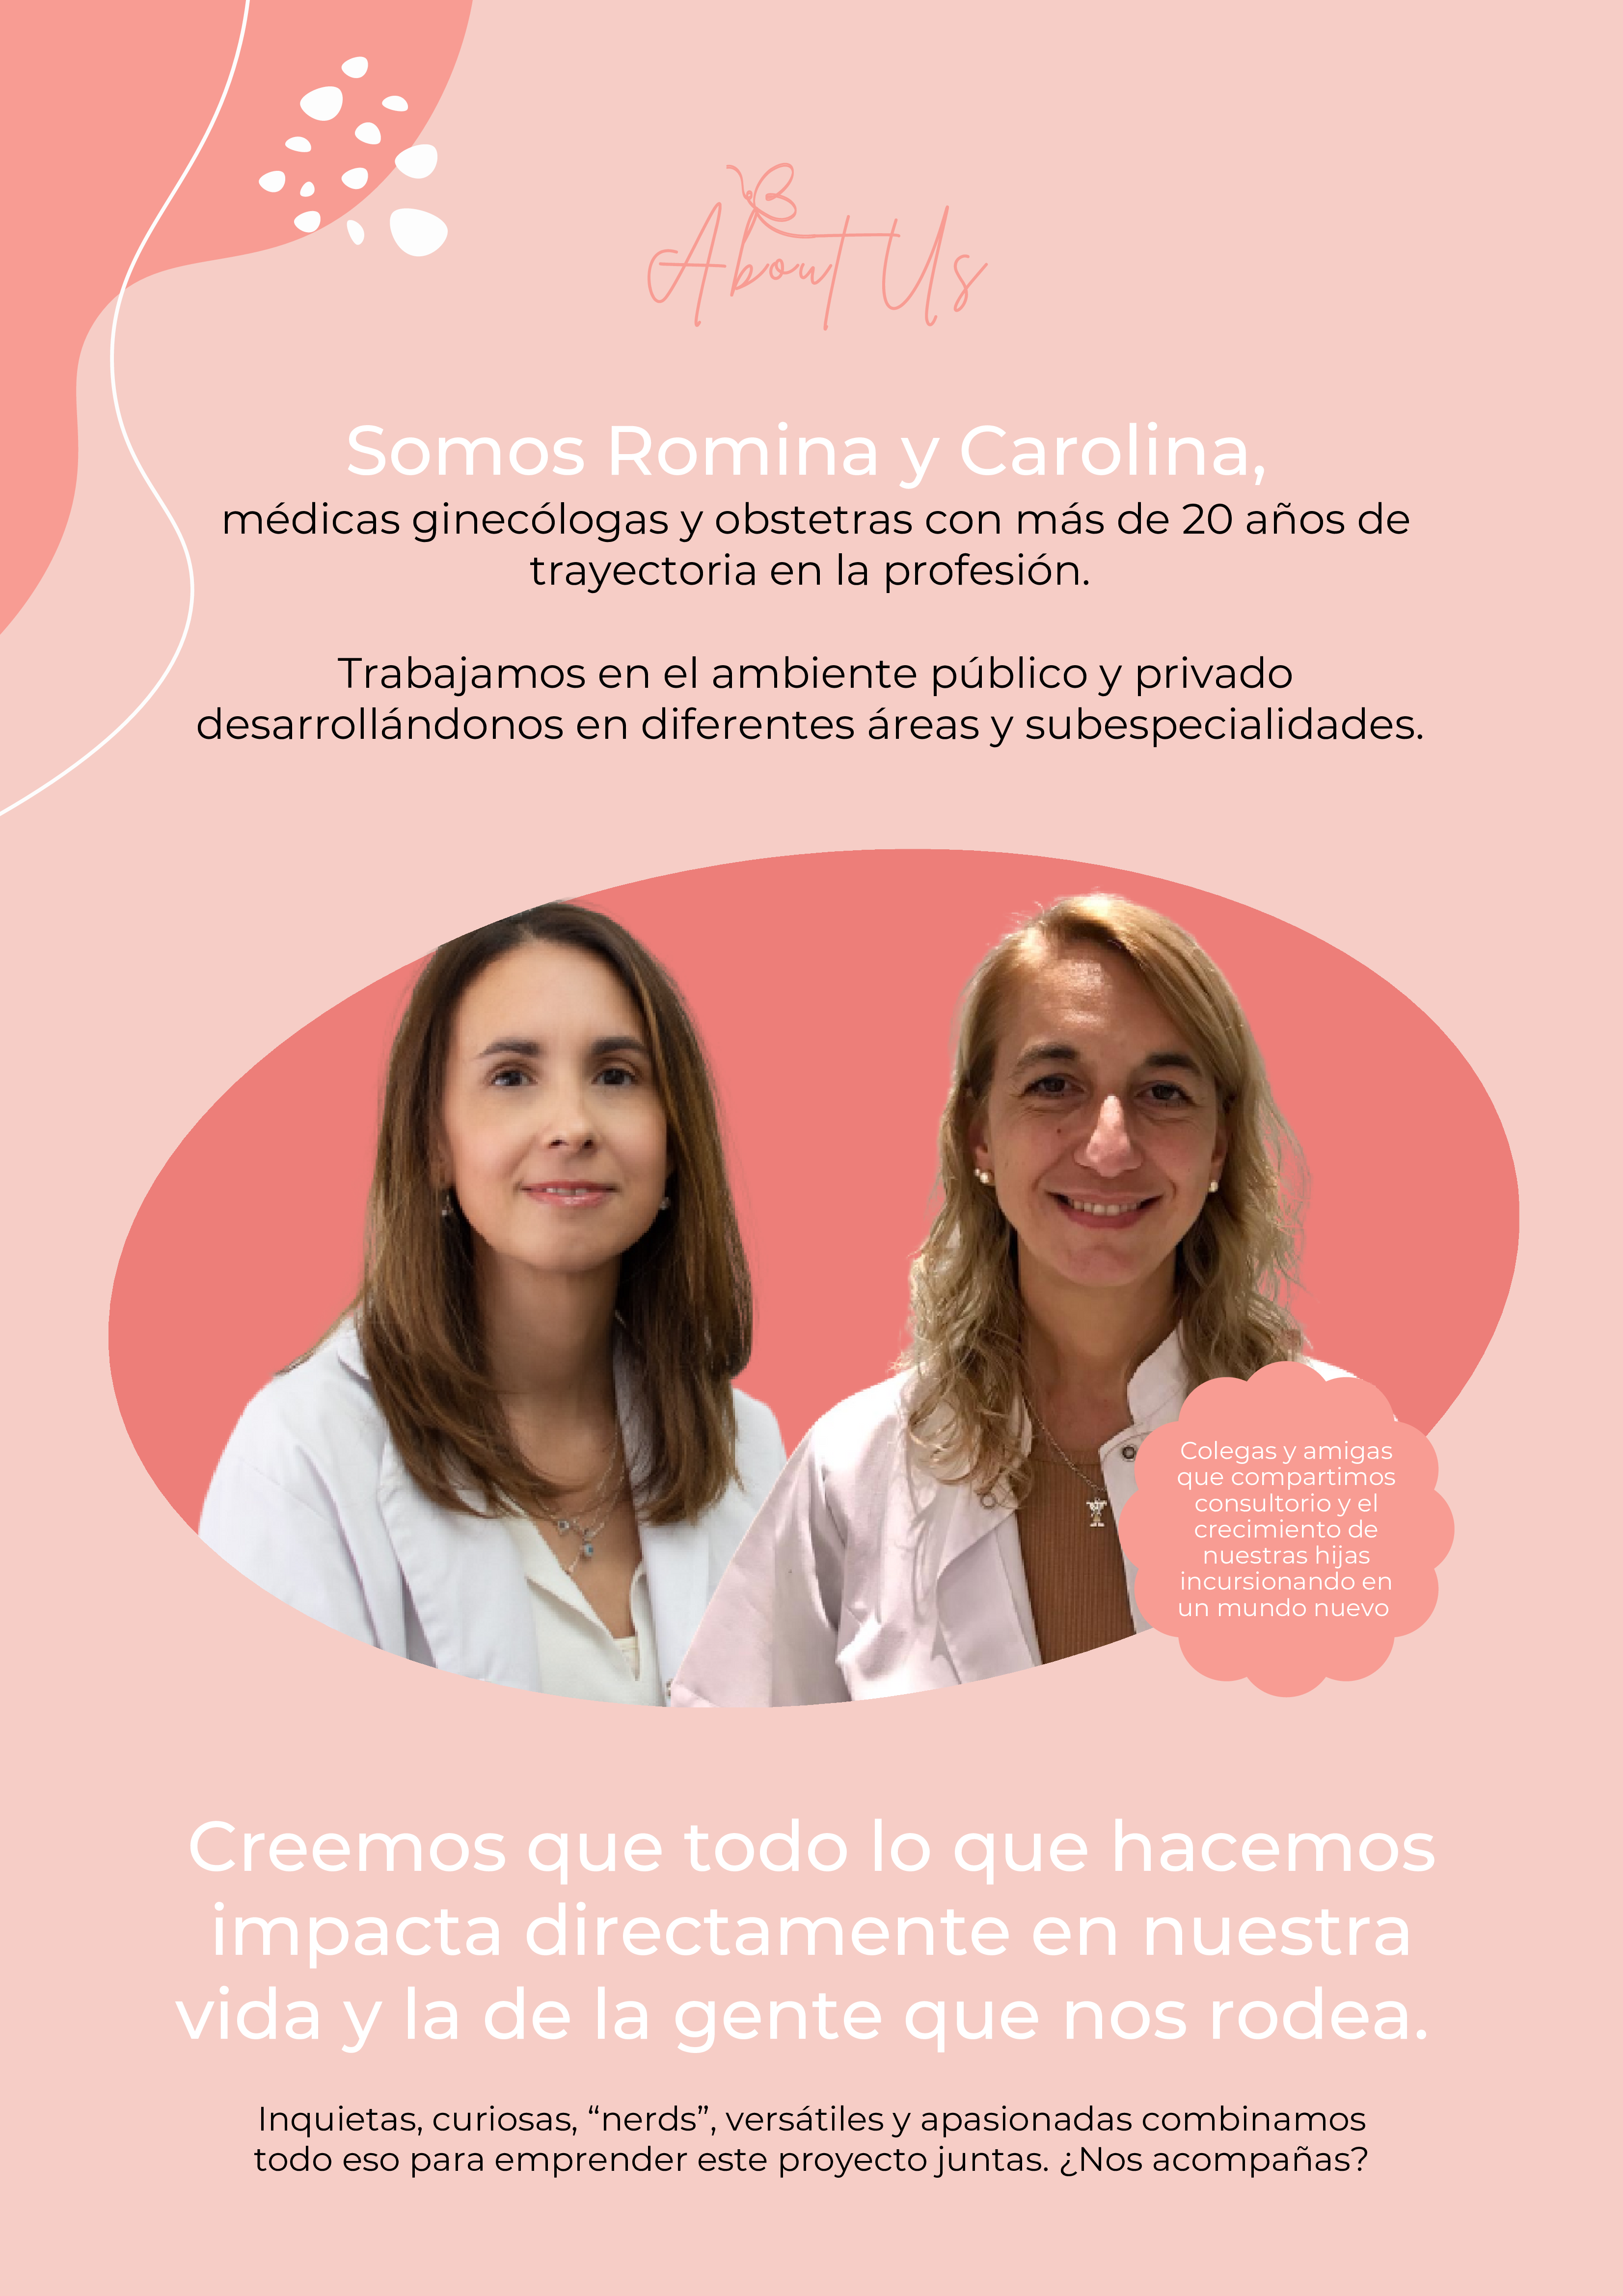 About Us
Somos Romina y Carolina,
médicas ginecólogas y obstetras con más de 20 años de
trayectoria en la profesión.
Trabajamos en el ambiente público y privado
desarrollándonos en diferentes áreas y subespecialidades.
Colegas y amigas
que compartimos
consultorio y el
crecimiento de
nuestras hijas
incursionando en
un mundo nuevo
Creemos que todo lo que hacemos
impacta directamente en nuestra
vida y la de la gente que nos rodea.
Inquietas, curiosas, “nerds”, versátiles y apasionadas combinamos
todo eso para emprender este proyecto juntas. ¿Nos acompañas?